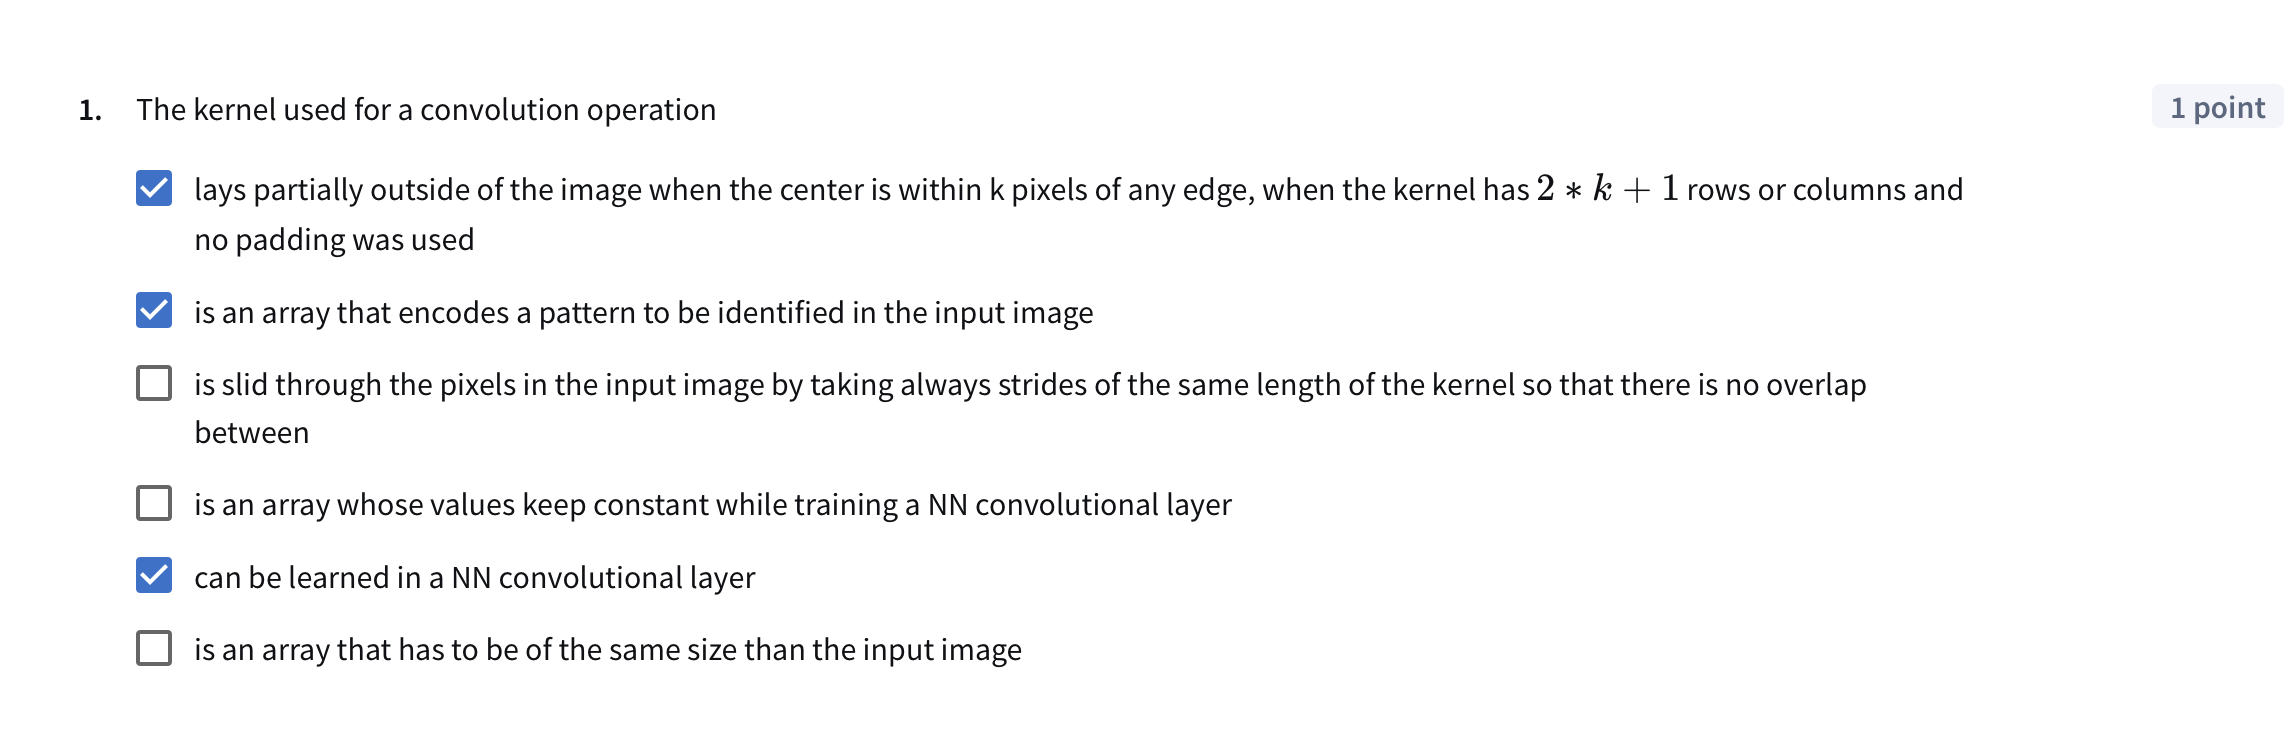 1. The kernel used for a convolution operation
1 point
lays partially outside of the image when the center is within k pixels of any edge, when the kernel has 2 * k + 1 rows or columns and
no padding was used
is an array that encodes a pattern to be identified in the input image
is slid through the pixels in the input image by taking always strides of the same length of the kernel so that there is no overlap
between
is an array whose values keep constant while training a NN convolutional layer
can be learned in a NN convolutional layer
is an array that has to be of the same size than the input image